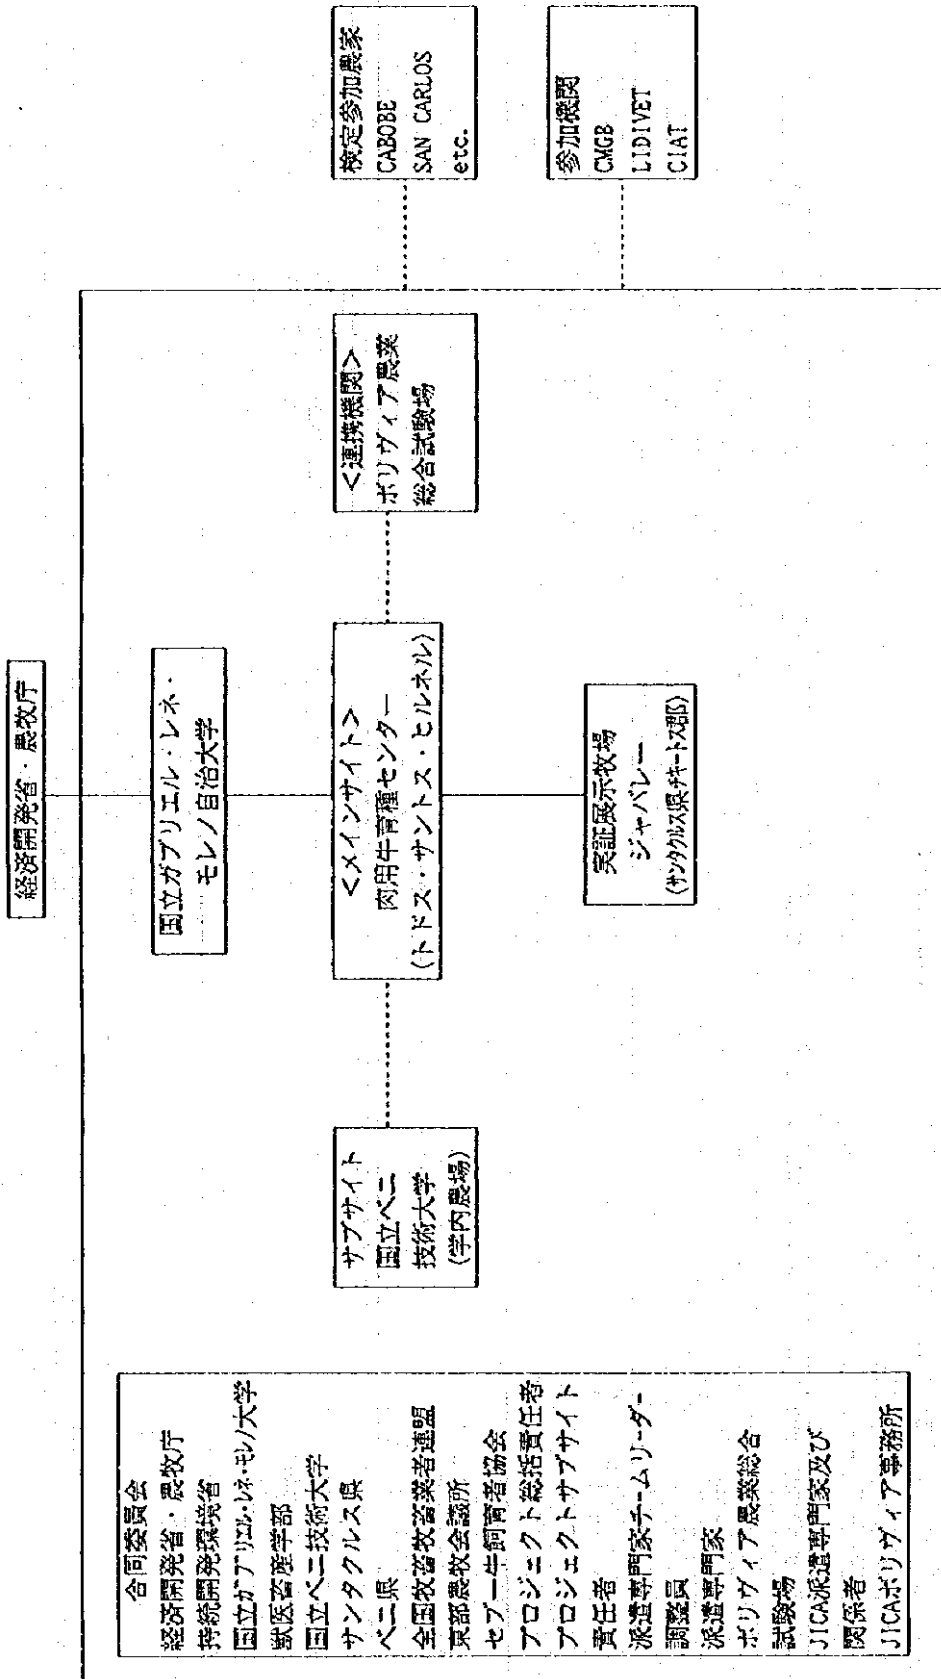 経済開発省・農牧庁
合同委員会
経済開発省・農牧庁
持続開発環境省
国立ガブリエル・レネ・モレノ大学
獣医畜産学部
国立ベニ技術大学
サンタクルス県
ベニ県
全国牧畜牧畜業者連盟
東部農牧会議所
セブー牛飼育者協会
プロジェクト総括責任者
プロジェクトサブサイト
責任者
派遣専門家チームリーダー
調整員
派遣専門家
ボリヴィア農業総合
試験場
JICA派遣専門家及び
関係者
JICAボリヴィア事務所
国立ガブリエル・レネ・
モレノ自治大学
サブサイト
国立ベニ
技術大学
(学内農場)
<メインサイト>
肉用牛育種センター
(トドス・サントス・ヒルネル)
<連携機関>
ボリヴィア農業
総合試験場
実証展示牧場
ジャバレー
(サンタクルス県チキートス郡)
検定参加農家
CABOBE
SAN CARLOS
etc.
参加機関
CMGB
LIDIVET
CIAT